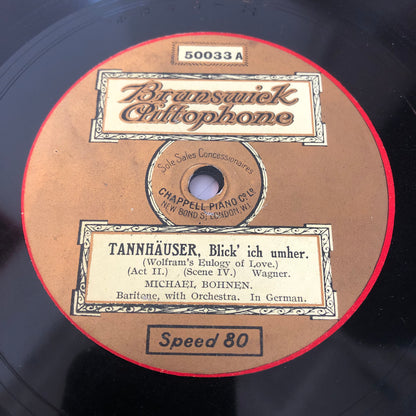 50033 A
Brunswick
Cliftophone
Sole Sales Concessionaires
CHAPPELL PIANO Co Ld
NEW BOND ST LONDON, W.1.
TANNHÄUSER, Blick' ich umher.
(Wolfram's Eulogy of Love.)
(Act II.) (Scene IV.) Wagner.
MICHAEL BOHNEN.
Baritone, with Orchestra. In German.
Speed 80